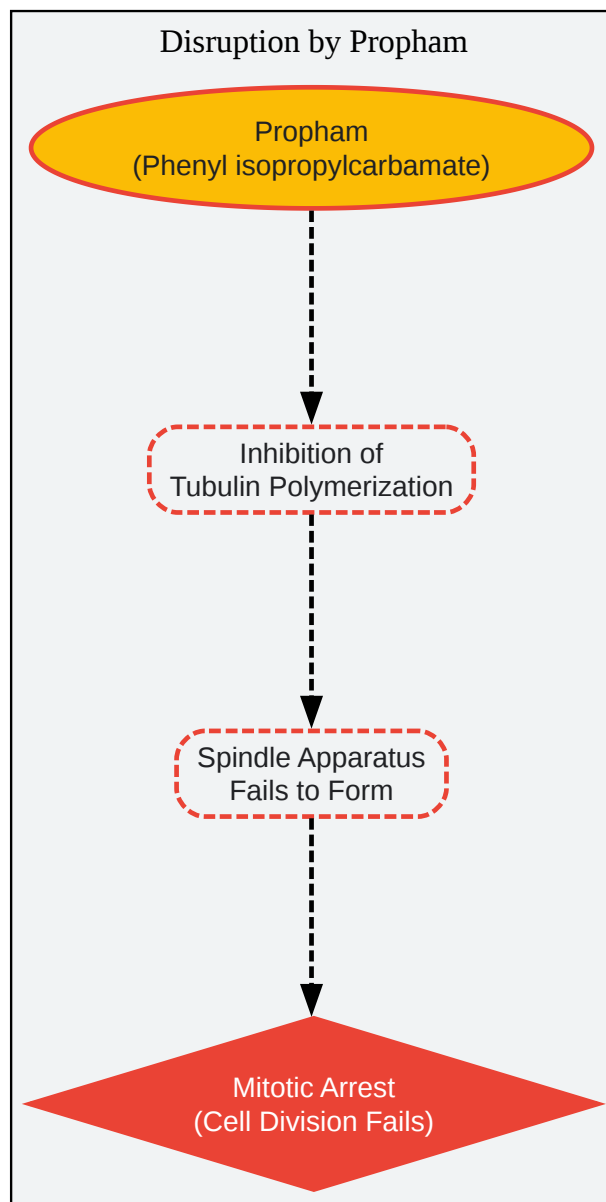 Disruption by Propham
Propham
(Phenyl isopropylcarbamate)
Inhibition of
Tubulin Polymerization
Spindle Apparatus
Fails to Form
Mitotic Arrest
(Cell Division Fails)